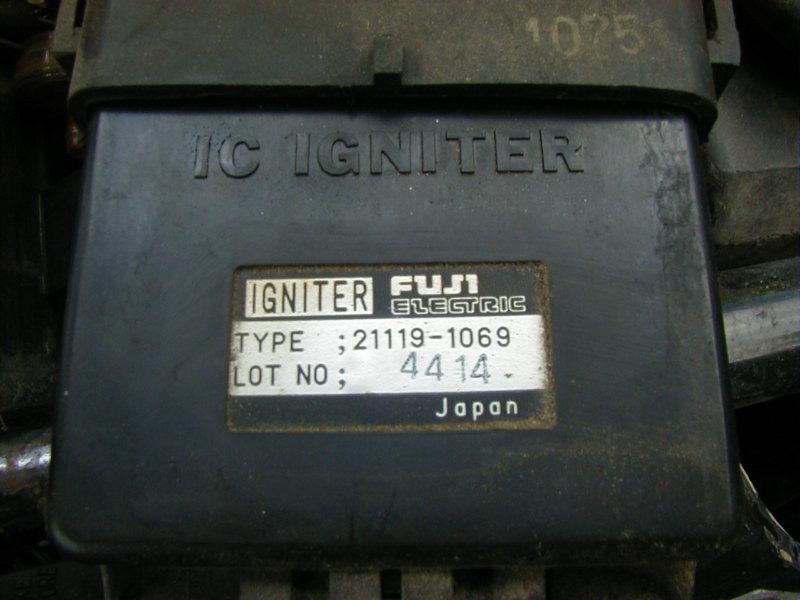 1025
IC IGNITER
IGNITER FUJI ELECTRIC
TYPE ; 21119-1069
LOT NO ; 4414.
Japan